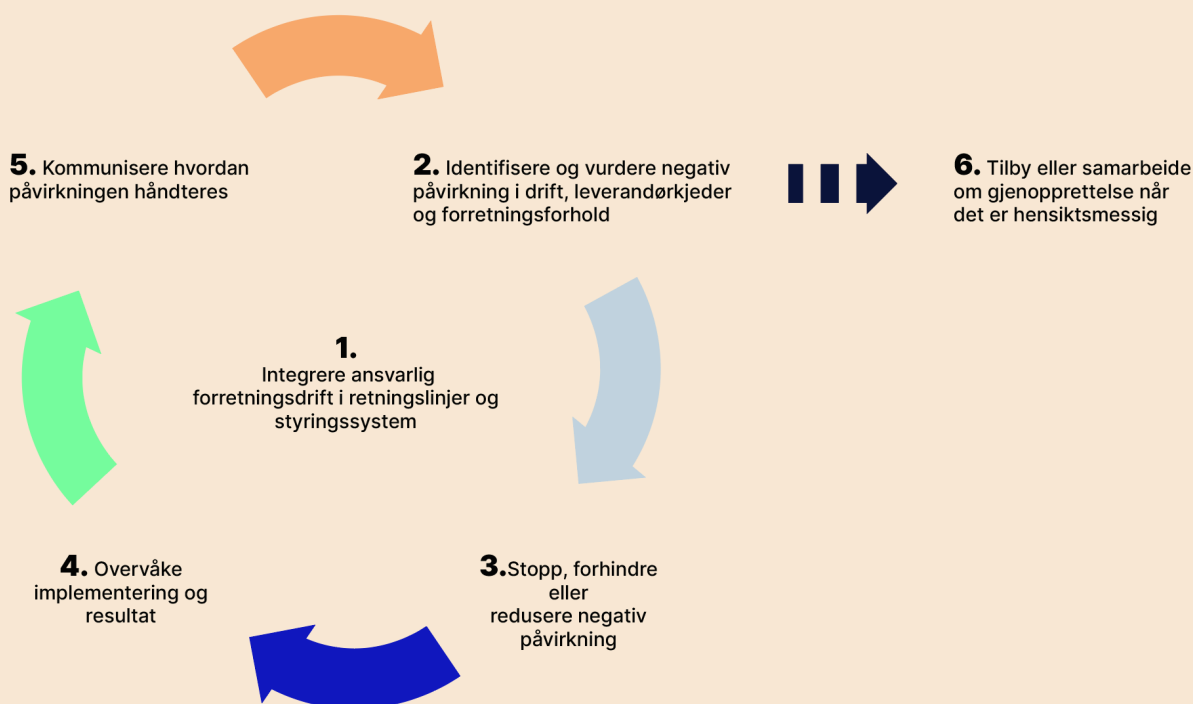 5. Kommunisere hvordan
påvirkningen håndteres
2. Identifisere og vurdere negativ
påvirkning i drift, leverandørkjeder
og forretningsforhold
6. Tilby eller samarbeide
om gjenopprettelse når
det er hensiktsmessig
1.
Integrere ansvarlig
forretningsdrift i retningslinjer og
styringssystem
4. Overvåke
implementering og
resultat
3.Stopp, forhindre
eller
redusere negativ
påvirkning